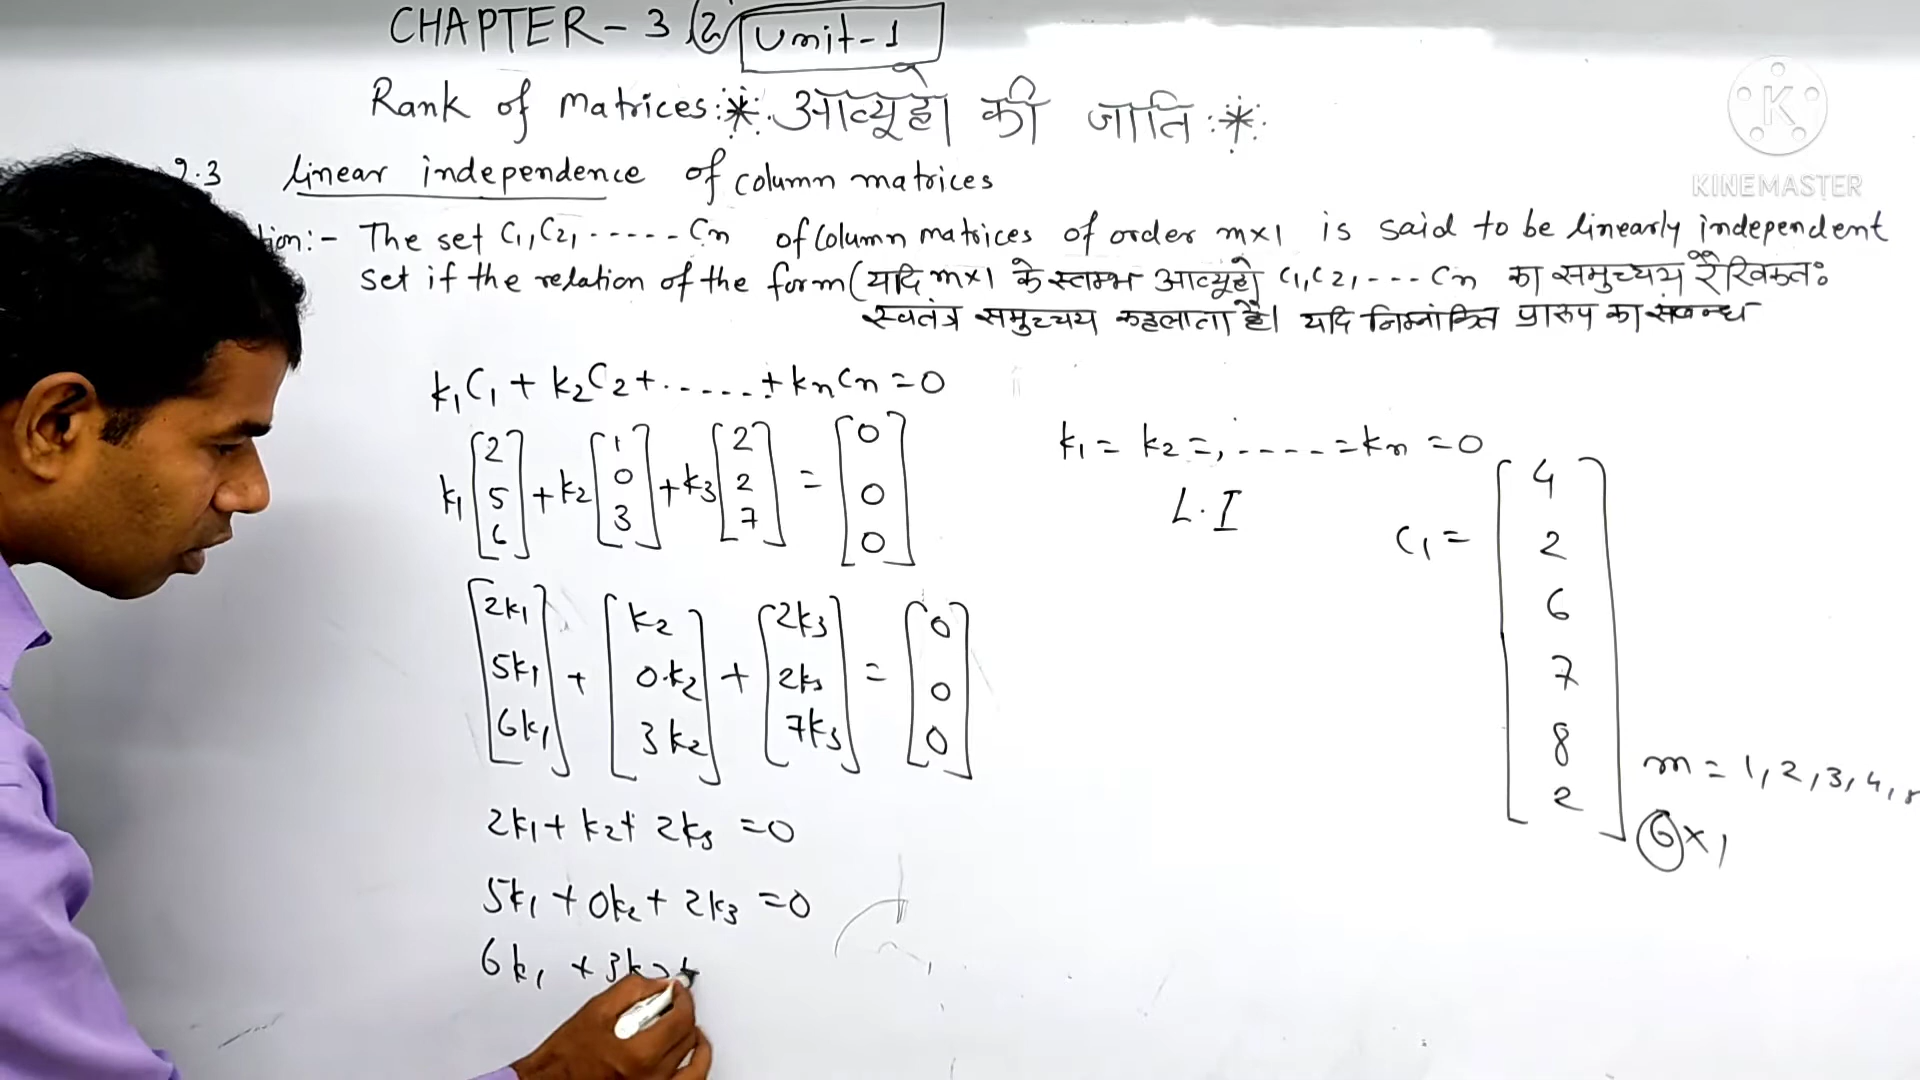 CHAPTER - 3 (2) Unit-1
Rank of matrices :* आव्यूहो की जाति :*
2.3 linear independence of column matrices
tion:- The set C1, C2, ----- Cn of Column matrices of order m×1 is said to be linearly independent
set if the relation of the form (यदि m×1 के स्तम्भ आव्यूहो C1, C2, --- Cn का समुच्चय रैखिकतः
स्वतंत्र समुच्चय कहलाता है। यदि निम्नांकित प्रारूप का संबन्ध
k1C1 + k2C2 + ...... + knCn = 0
k1 [2 5 6] + k2 [1 0 3] + k3 [2 2 7] = [0 0 0]
[2k1 5k1 6k1] + [k2 0·k2 3k2] + [2k3 2k3 7k3] = [0 0 0]
2k1 + k2 + 2k3 = 0
5k1 + 0k2 + 2k3 = 0
6k1 + 3k2 +
k1 = k2 =, ---- = kn = 0
L.I
C1 = [4 2 6 7 8 2]
6×1
m = 1, 2, 3, 4,
K
KINEMASTER